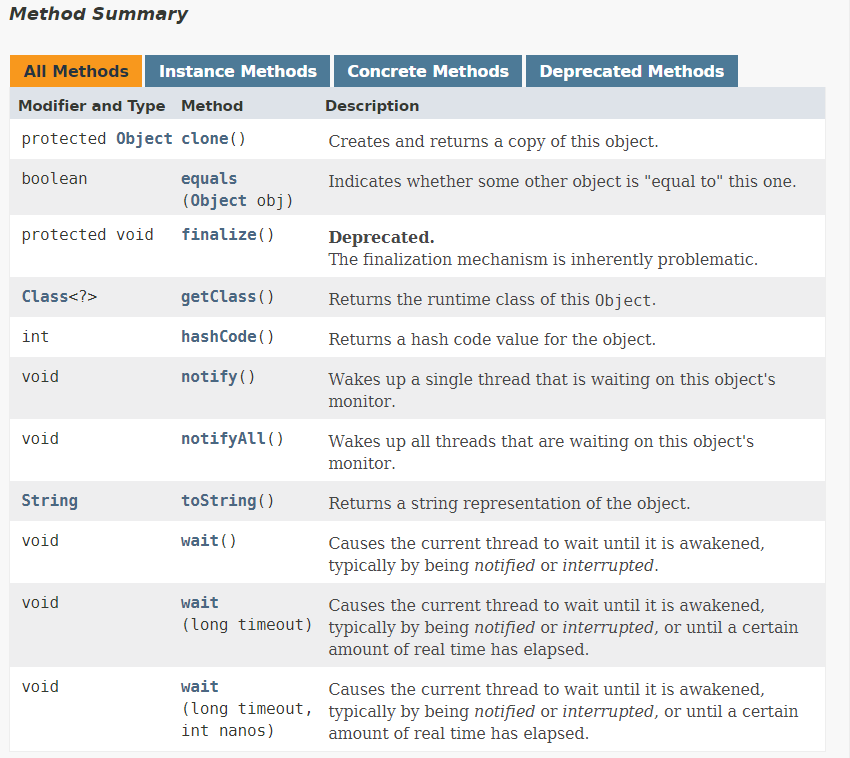 Method Summary
All Methods Instance Methods Concrete Methods Deprecated Methods
Modifier and Type Method Description
protected Object clone() Creates and returns a copy of this object.
boolean equals Indicates whether some other object is "equal to" this one.
(Object obj)
protected void finalize() Deprecated.
The finalization mechanism is inherently problematic.
Class<?> getClass() Returns the runtime class of this Object.
int hashCode() Returns a hash code value for the object.
void notify() Wakes up a single thread that is waiting on this object's
monitor.
void notifyAll() Wakes up all threads that are waiting on this object's
monitor.
String toString() Returns a string representation of the object.
void wait() Causes the current thread to wait until it is awakened,
typically by being notified or interrupted.
void wait Causes the current thread to wait until it is awakened,
(long timeout) typically by being notified or interrupted, or until a certain
amount of real time has elapsed.
void wait Causes the current thread to wait until it is awakened,
(long timeout, typically by being notified or interrupted, or until a certain
int nanos) amount of real time has elapsed.